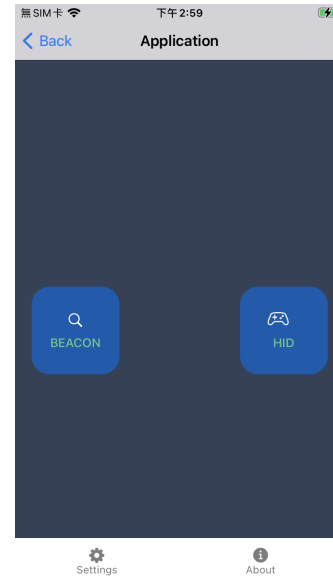 無SIM卡 下午2:59
Back Application
BEACON HID
Settings About